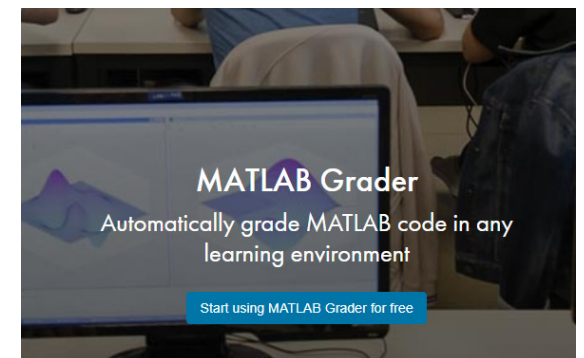 MATLAB Grader
Automatically grade MATLAB code in any
learning environment
Start using MATLAB Grader for free